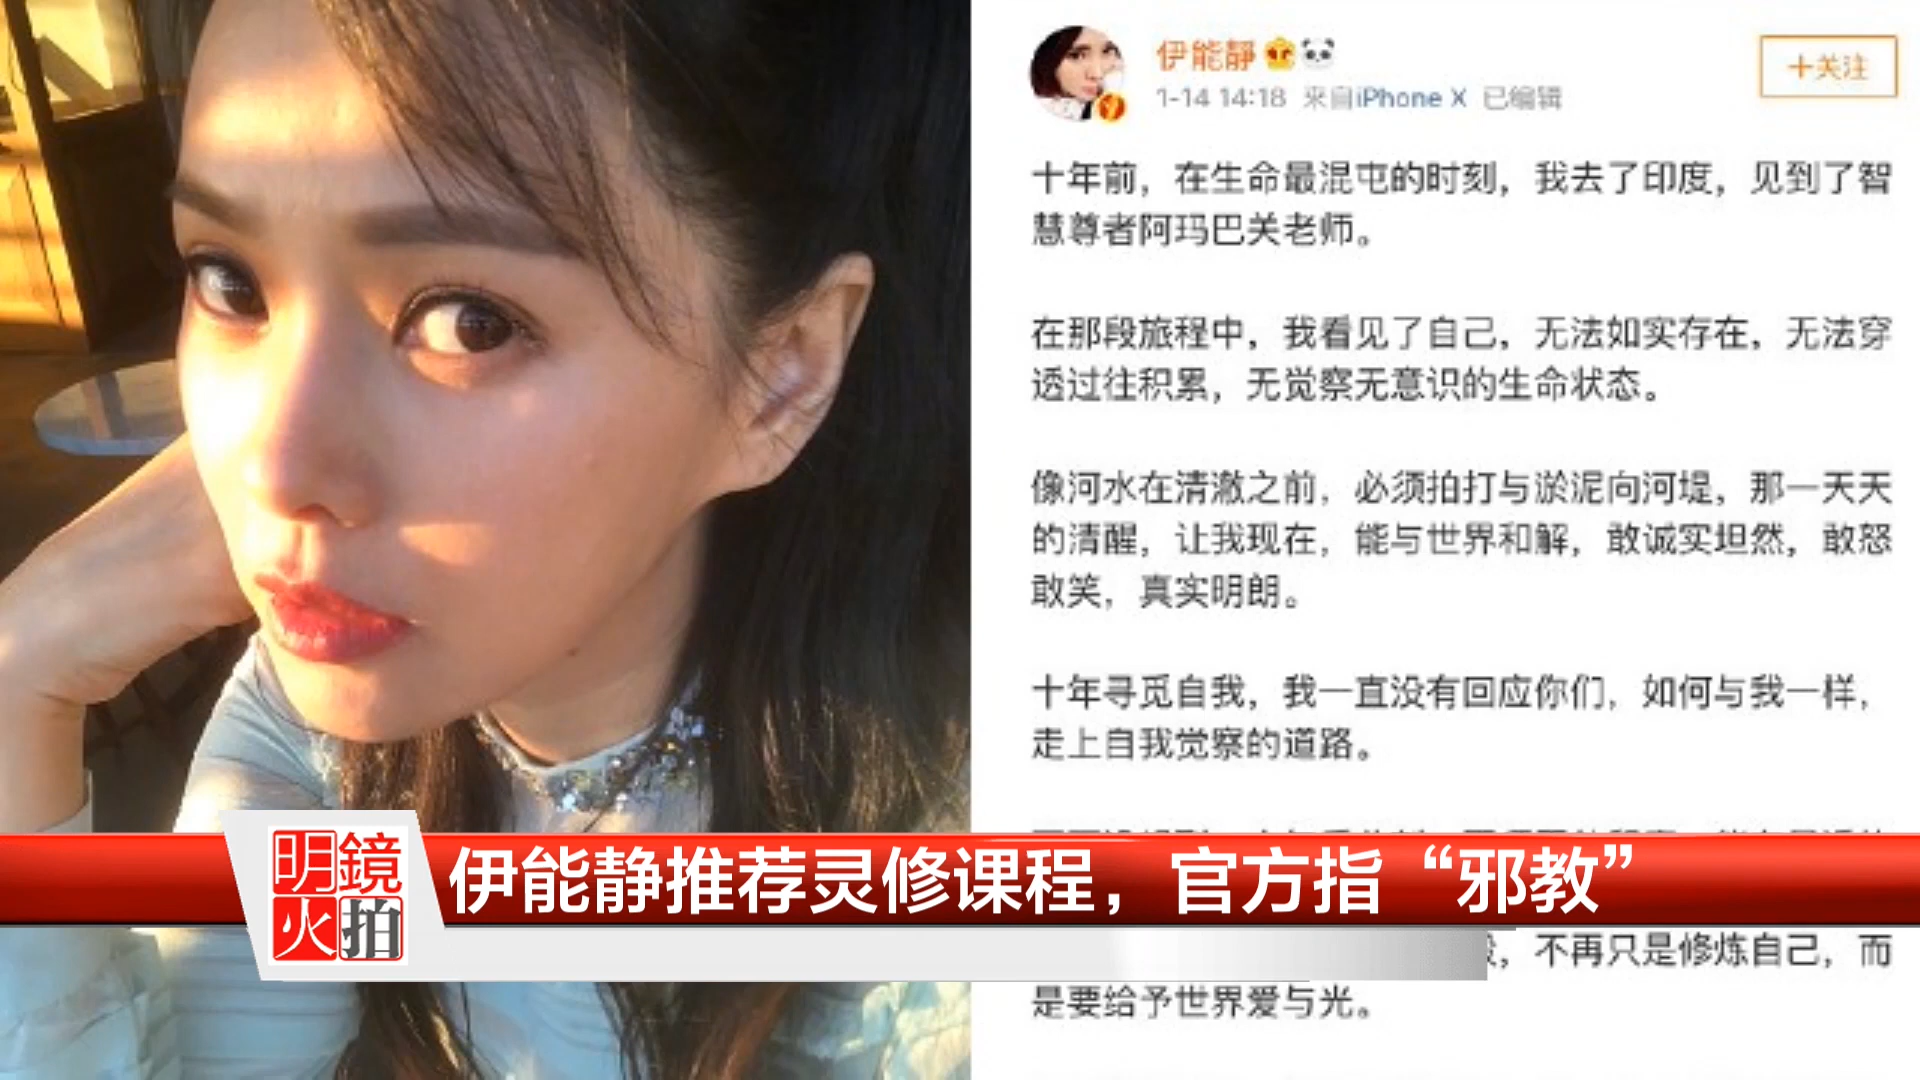 伊能靜
+关注
1-14 14:18 来自iPhone X 已编辑
十年前，在生命最混屯的时刻，我去了印度，见到了智
慧尊者阿玛巴关老师。
在那段旅程中，我看见了自己，无法如实存在，无法穿
透过往积累，无觉察无意识的生命状态。
像河水在清澈之前，必须拍打与淤泥向河堤，那一天天
的清醒，让我现在，能与世界和解，敢诚实坦然，敢怒
敢笑，真实明朗。
十年寻觅自我，我一直没有回应你们，如何与我一样，
走上自我觉察的道路。
明鏡
火拍
伊能静推荐灵修课程，官方指“邪教”
，不再只是修炼自己，而
是要给予世界爱与光。